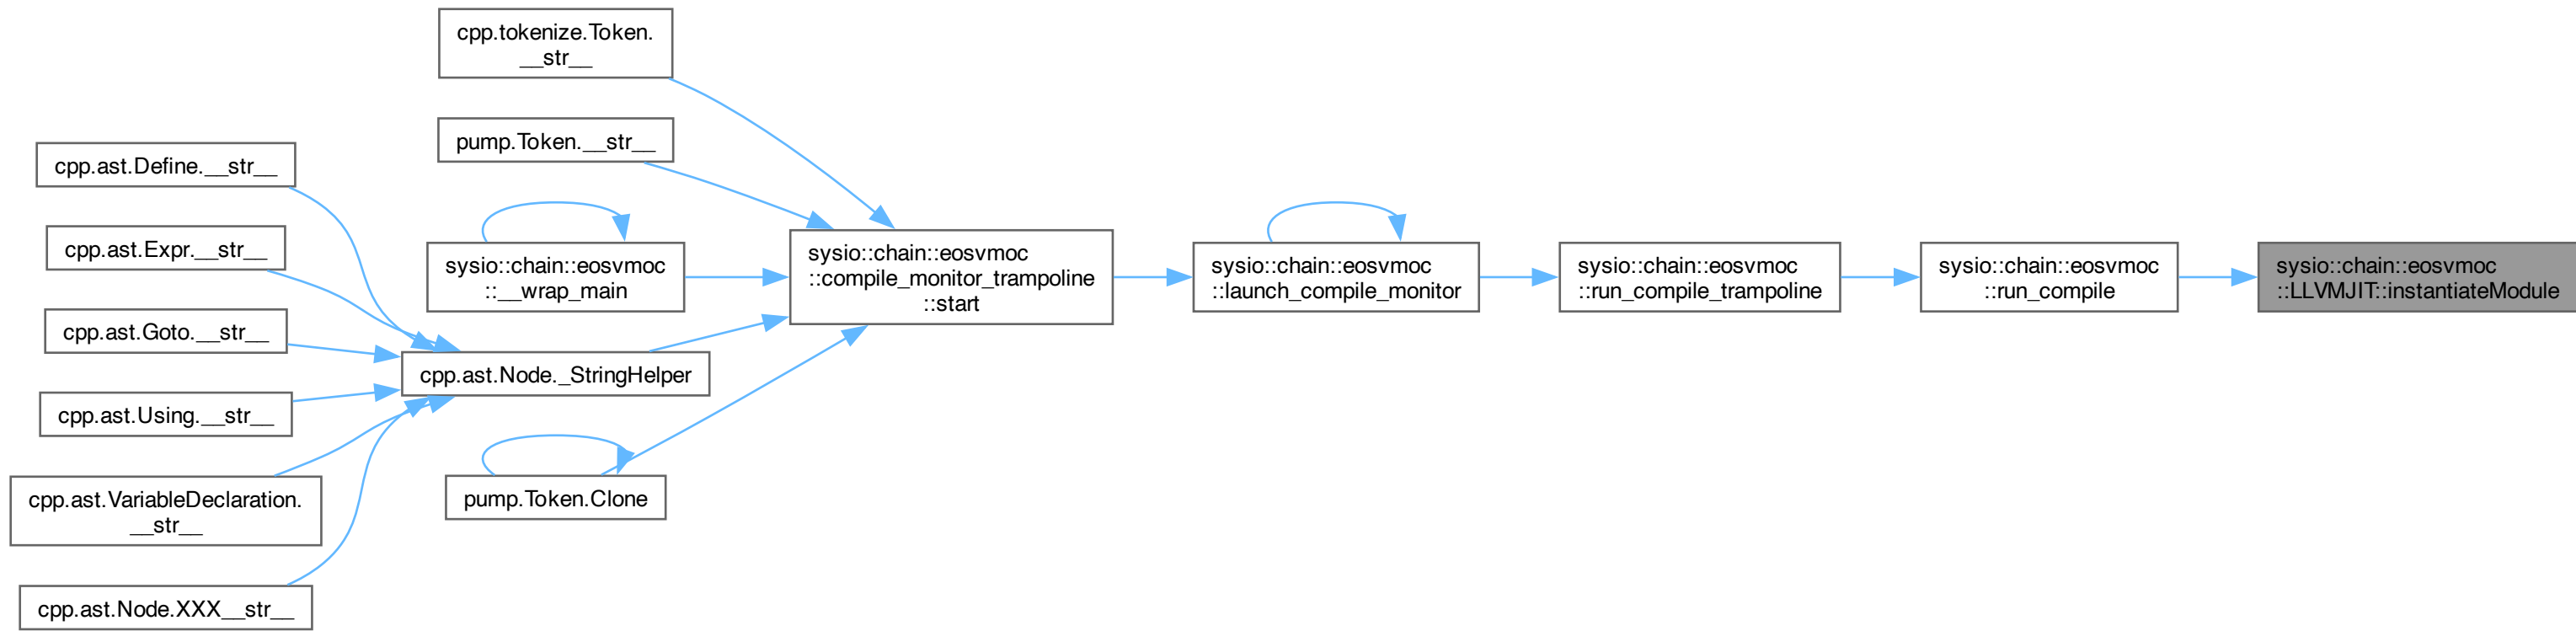 cpp.tokenize.Token.
__str__
pump.Token.__str__
cpp.ast.Define.__str__
cpp.ast.Expr.__str__
cpp.ast.Goto.__str__
cpp.ast.Using.__str__
cpp.ast.VariableDeclaration.
__str__
cpp.ast.Node.XXX__str__
sysio::chain::eosvmoc
::__wrap_main
cpp.ast.Node._StringHelper
pump.Token.Clone
sysio::chain::eosvmoc
::compile_monitor_trampoline
::start
sysio::chain::eosvmoc
::launch_compile_monitor
sysio::chain::eosvmoc
::run_compile_trampoline
sysio::chain::eosvmoc
::run_compile
sysio::chain::eosvmoc
::LLVMJIT::instantiateModule